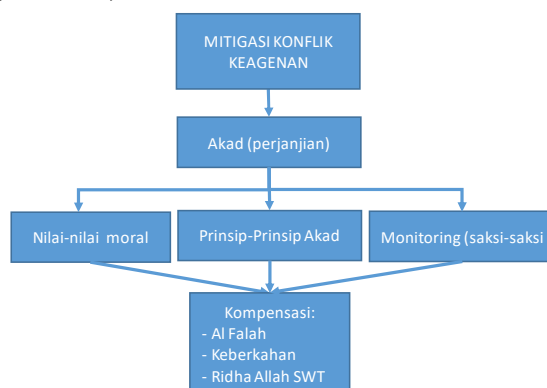 MITIGASI KONFLIK
KEAGENAN
Akad (perjanjian)
Nilai-nilai moral
Prinsip-Prinsip Akad
Monitoring (saksi-saksi
Kompensasi:
- Al Falah
- Keberkahan
- Ridha Allah SWT